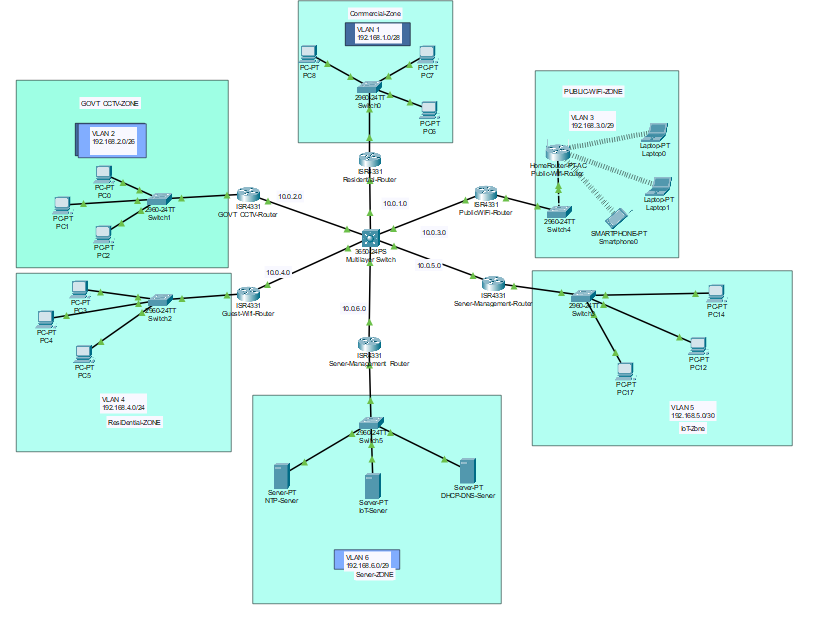 Commercial-Zone
VLAN 1
192.168.1.0/28
PC-PT
PC8
PC-PT
PC7
2960-24TT
Switch0
PC-PT
PC6
ISR4331
Residential-Router
GOVT CCTV-ZONE
VLAN 2
192.168.2.0/26
PC-PT
PC0
PC-PT
PC1
PC-PT
PC2
2960-24TT
Switch1
ISR4331
GOVT CCTV-Router
PUBLIC-WIFI-ZONE
VLAN 3
192.168.3.0/29
HomeRouter-PT-AC
Public-Wifi-Router
Laptop-PT
Laptop0
Laptop-PT
Laptop1
SMARTPHONE-PT
Smartphone0
2960-24TT
Switch4
ISR4331
PublicWIFI-Router
10.0.2.0
10.0.1.0
10.0.3.0
10.0.4.0
10.0.5.0
10.0.6.0
3650-24PS
Multilayer Switch
PC-PT
PC3
PC-PT
PC4
PC-PT
PC5
2960-24TT
Switch2
ISR4331
Guest-Wifi-Router
VLAN 4
192.168.4.0/24
ResIDential-ZONE
ISR4331
Server-Management-Router
2960-24TT
PC-PT
PC14
PC-PT
PC12
PC-PT
PC17
VLAN 5
192.168.5.0/30
IoT-Zone
ISR4331
Server-Management Router
2960-24TT
Switch5
Server-PT
NTP-Server
Server-PT
IoT-Server
Server-PT
DHCP-DNS-Server
VLAN 6
192.168.6.0/29
Server-ZONE